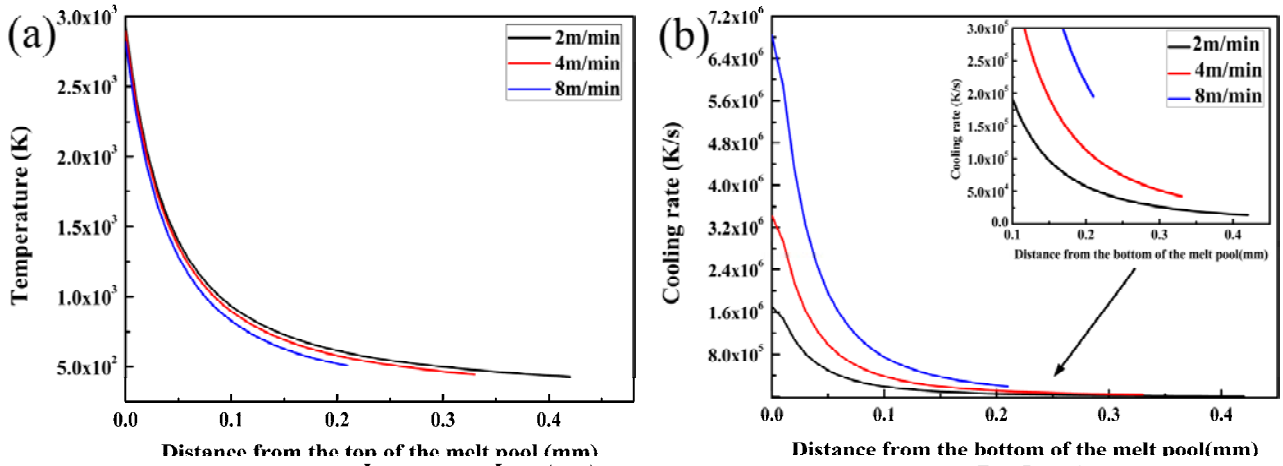 (a)
3.0x10³
2.5x10³
2.0x10³
1.5x10³
1.0x10³
5.0x10²
Temperature (K)
2m/min
4m/min
8m/min
0.0 0.1 0.2 0.3 0.4
Distance from the top of the melt pool (mm)
(b)
7.2x10⁶
6.4x10⁶
5.6x10⁶
4.8x10⁶
4.0x10⁶
3.2x10⁶
2.4x10⁶
1.6x10⁶
8.0x10⁵
Cooling rate (K/s)
3.0x10⁵
2.5x10⁵
2.0x10⁵
1.5x10⁵
1.0x10⁵
5.0x10⁴
0.0
Cooling rate (K/s)
2m/min
4m/min
8m/min
0.1 0.2 0.3 0.4
Distance from the bottom of the melt pool(mm)
0.0 0.1 0.2 0.3 0.4
Distance from the bottom of the melt pool(mm)